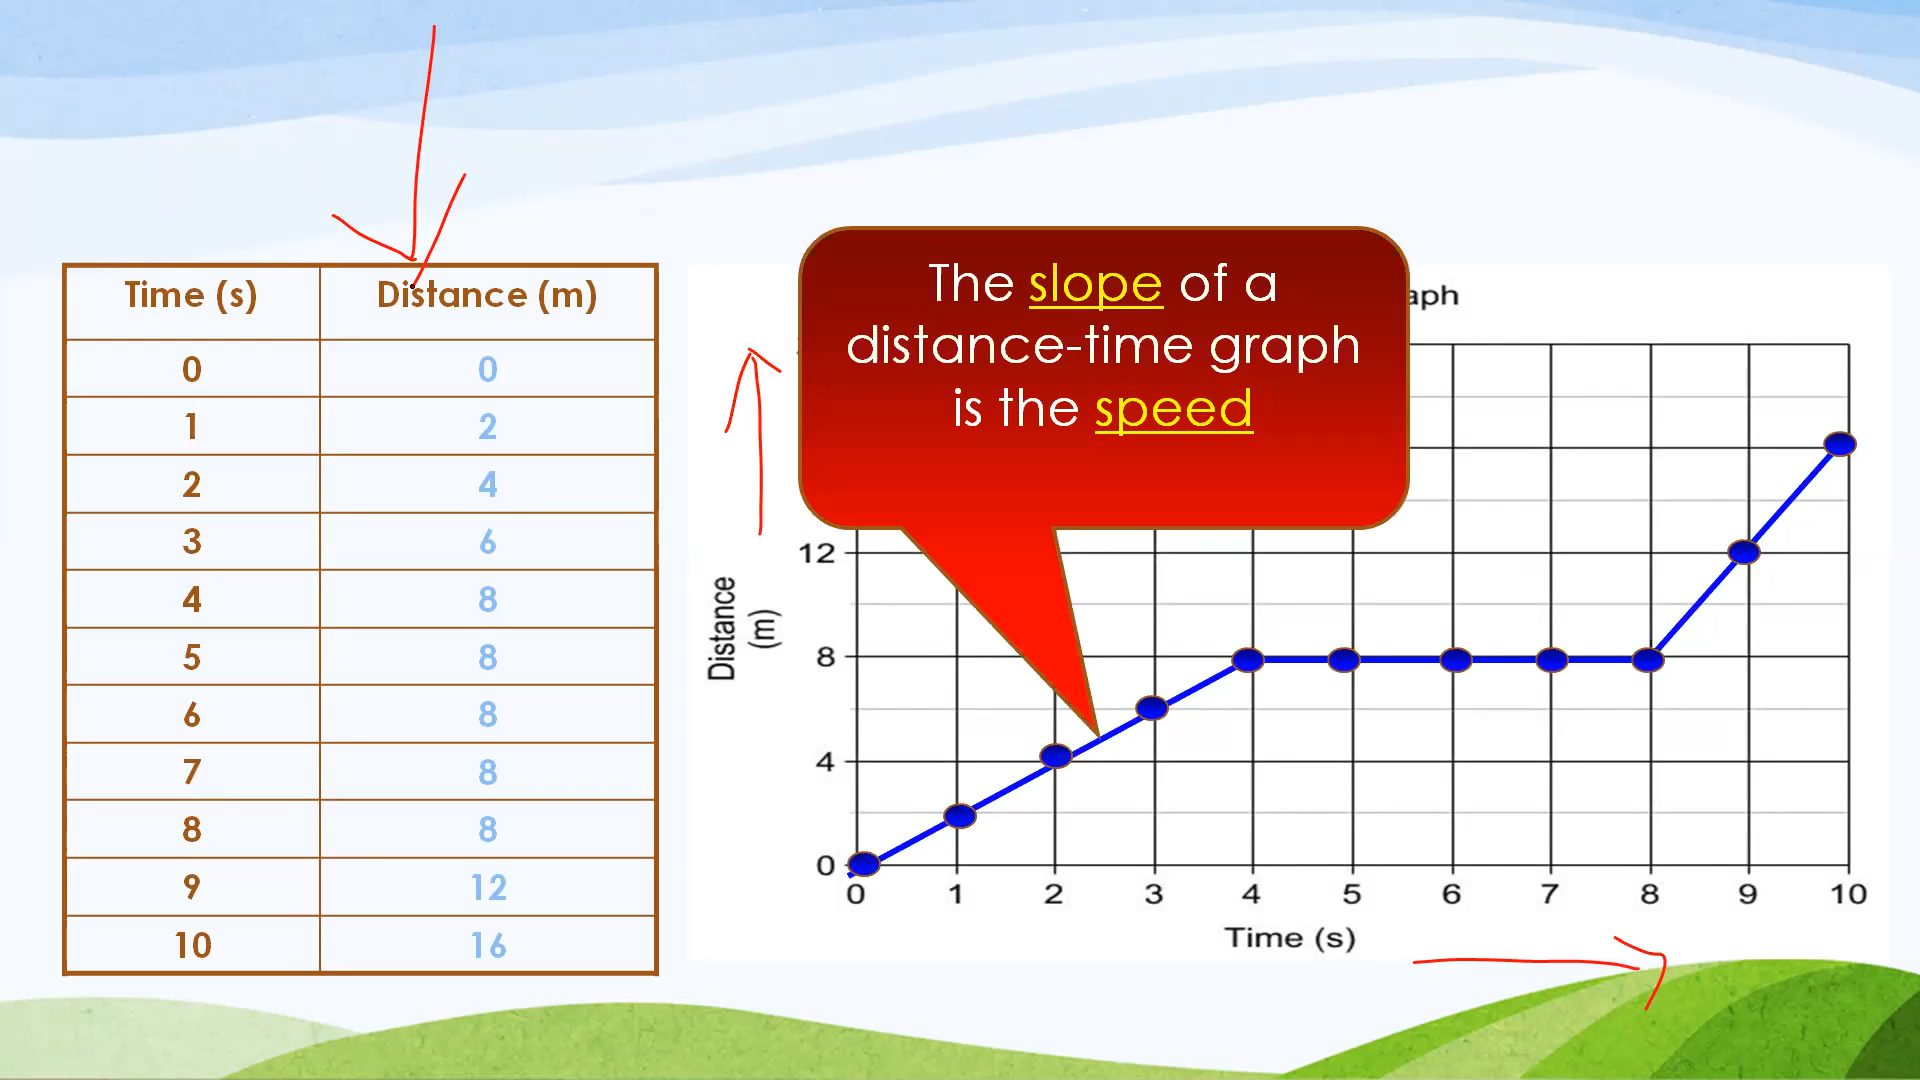 Time (s) Distance (m)
0 0
1 2
2 4
3 6
4 8
5 8
6 8
7 8
8 8
9 12
10 16
The slope of a
distance-time graph
is the speed
aph
Distance
(m)
12
8
4
0
0 1 2 3 4 5 6 7 8 9 10
Time (s)